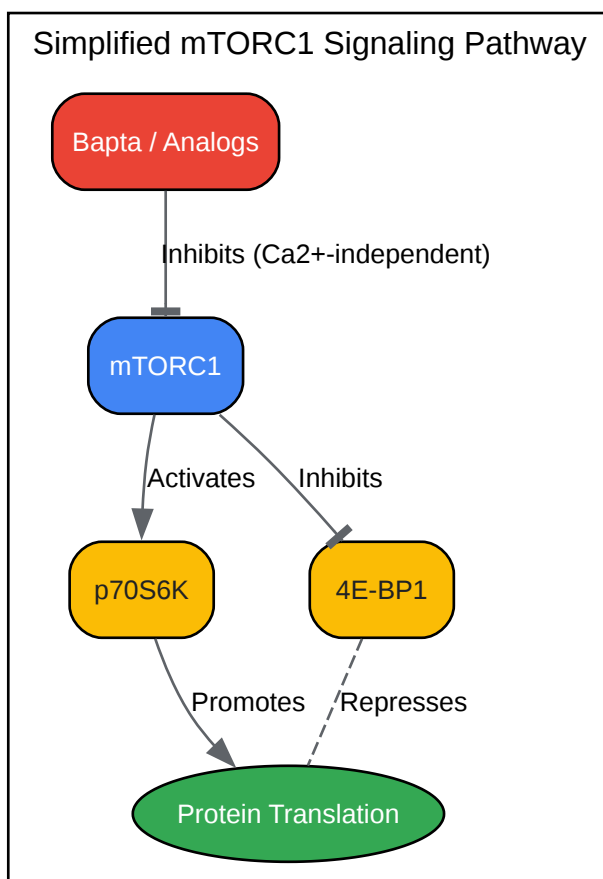 Simplified mTORC1 Signaling Pathway
Bapta / Analogs
Inhibits (Ca2+-independent)
mTORC1
Activates
Inhibits
p70S6K
4E-BP1
Promotes
Represses
Protein Translation